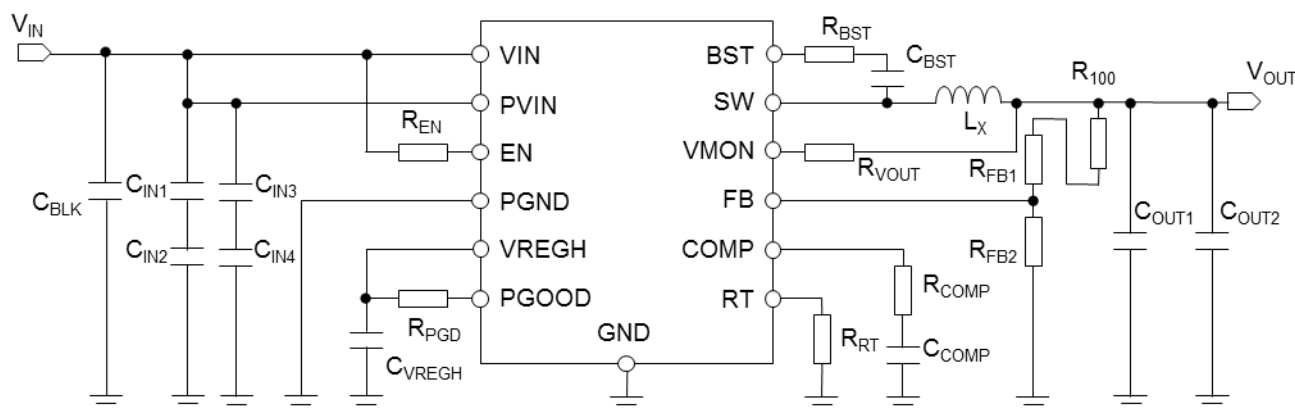 VIN
VOUT
RBST
CBST
R100
VIN
BST
PVIN
SW
LX
REN
EN
VMON
RVOUT
RFB1
CBLK
CIN1
CIN3
PGND
FB
COUT1
COUT2
CIN2
CIN4
VREGH
COMP
RFB2
RCOMP
PGOOD
RT
RPGD
GND
RRT
CCOMP
CVREGH